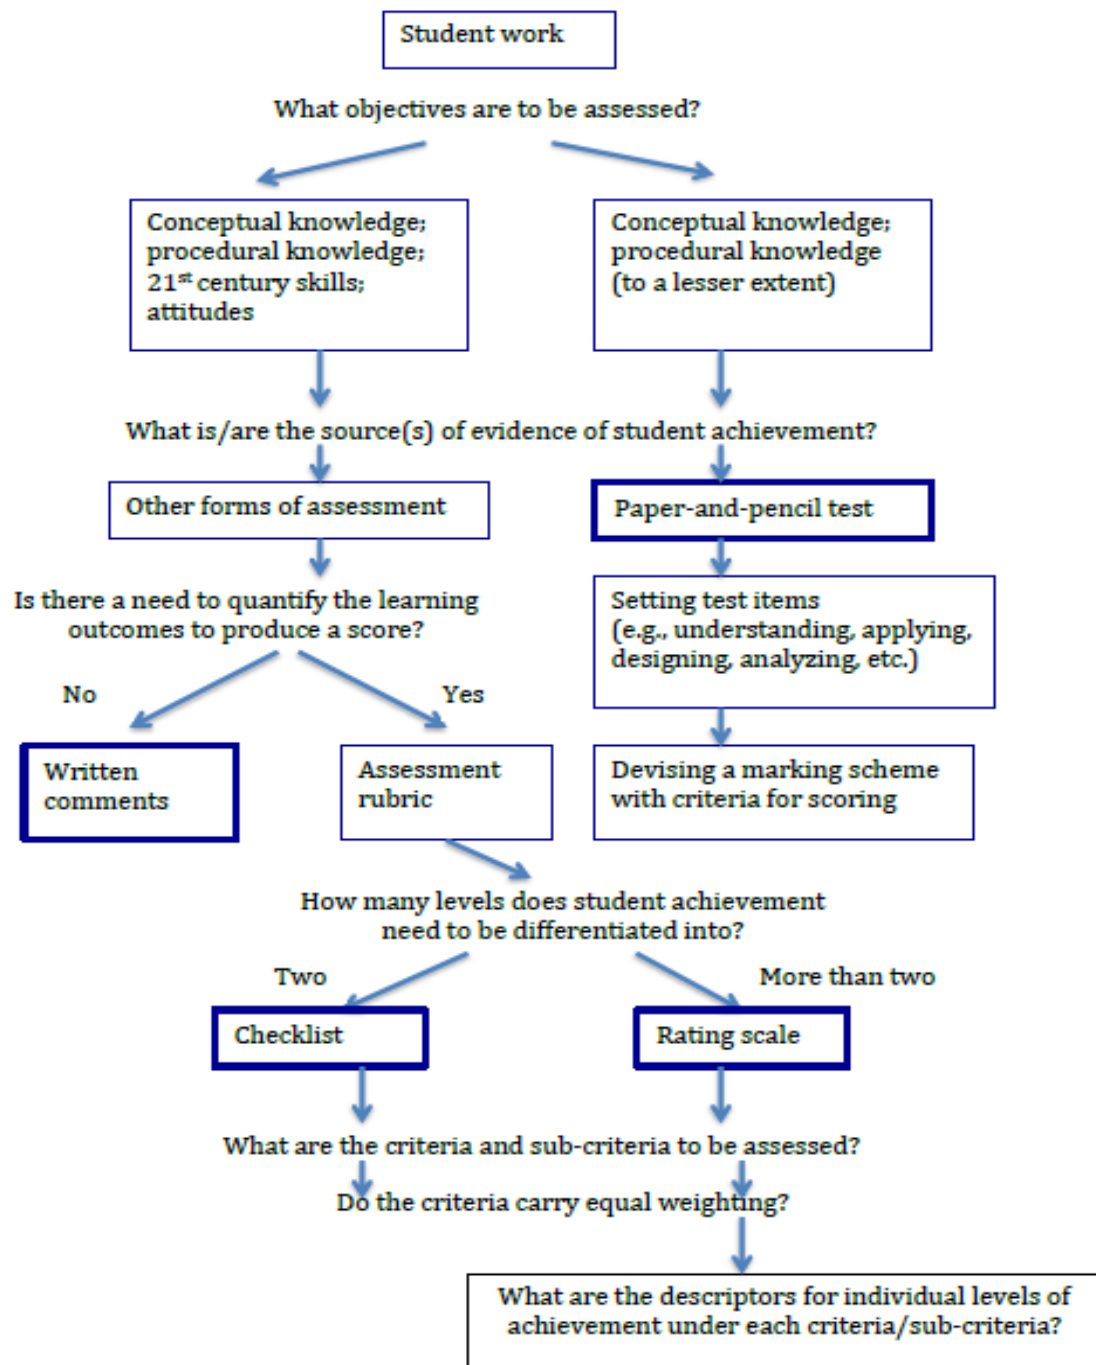 Student work
What objectives are to be assessed?
Conceptual knowledge;
procedural knowledge;
21st century skills;
attitudes
Conceptual knowledge;
procedural knowledge
(to a lesser extent)
What is/are the source(s) of evidence of student achievement?
Other forms of assessment
Paper-and-pencil test
Is there a need to quantify the learning
outcomes to produce a score?
Setting test items
(e.g., understanding, applying,
designing, analyzing, etc.)
No
Yes
Written
comments
Assessment
rubric
Devising a marking scheme
with criteria for scoring
How many levels does student achievement
need to be differentiated into?
Two
More than two
Checklist
Rating scale
What are the criteria and sub-criteria to be assessed?
Do the criteria carry equal weighting?
What are the descriptors for individual levels of
achievement under each criteria/sub-criteria?